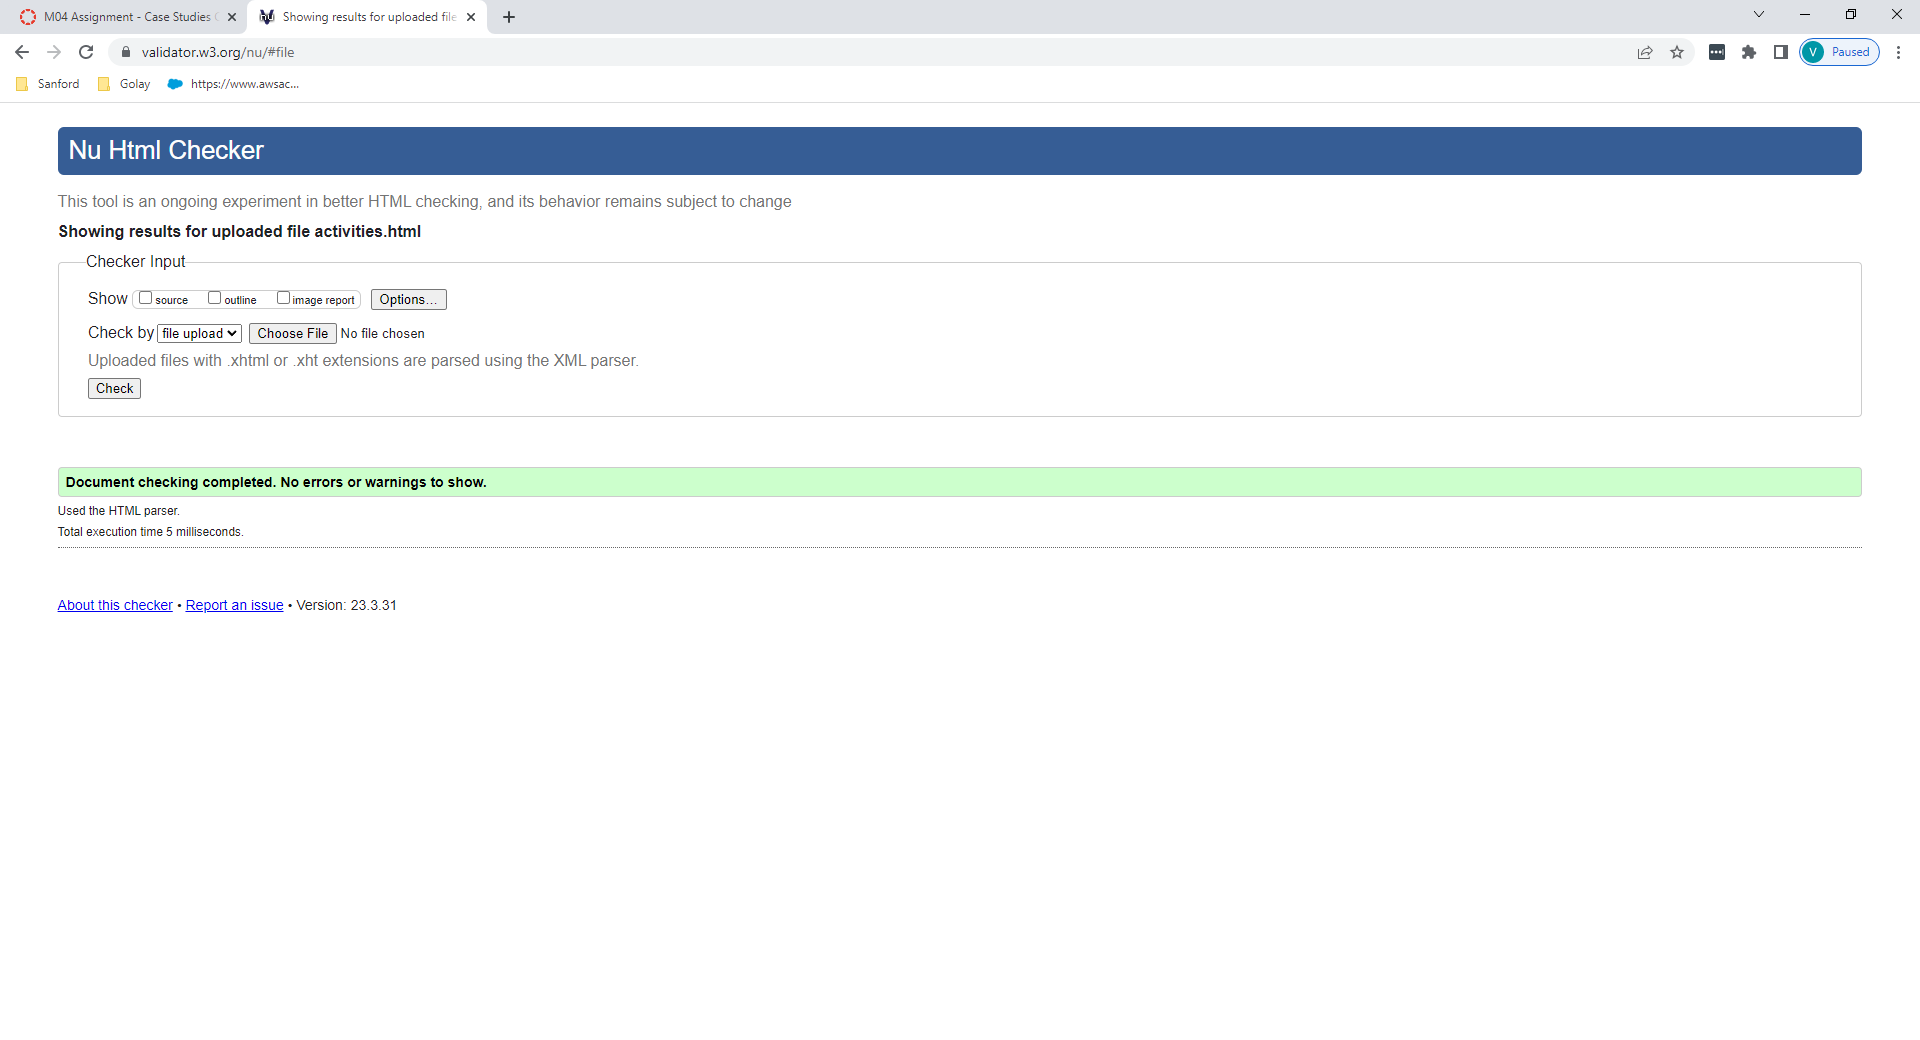 M04 Assignment - Case Studies
Showing results for uploaded file
validator.w3.org/nu/#file
V Paused
Sanford
Golay
https://www.awsac...
Nu Html Checker
This tool is an ongoing experiment in better HTML checking, and its behavior remains subject to change
Showing results for uploaded file activities.html
Checker Input
Show source outline image report Options...
Check by file upload Choose File No file chosen
Uploaded files with .xhtml or .xht extensions are parsed using the XML parser.
Check
Document checking completed. No errors or warnings to show.
Used the HTML parser.
Total execution time 5 milliseconds.
About this checker • Report an issue • Version: 23.3.31